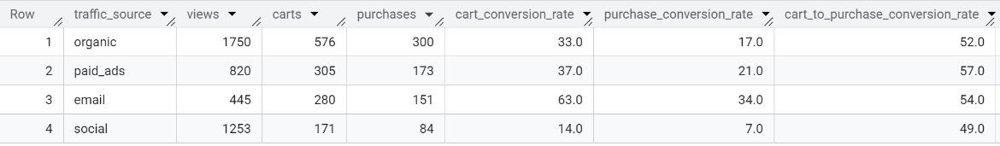 Row traffic_source views carts purchases cart_conversion_rate purchase_conversion_rate cart_to_purchase_conversion_rate
1 organic 1750 576 300 33.0 17.0 52.0
2 paid_ads 820 305 173 37.0 21.0 57.0
3 email 445 280 151 63.0 34.0 54.0
4 social 1253 171 84 14.0 7.0 49.0